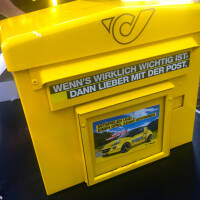 WENN'S WIRKLICH WICHTIG IST.
DANN LIEBER MIT DER POST.